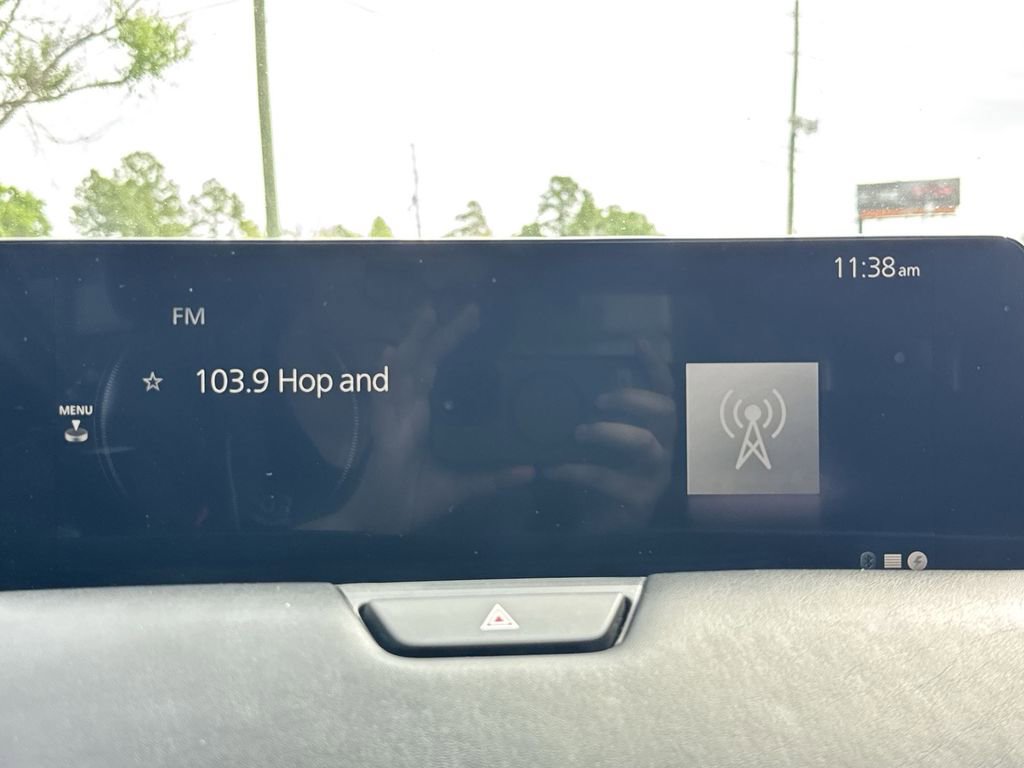 11:38am
FM
103.9 Hop and
MENU